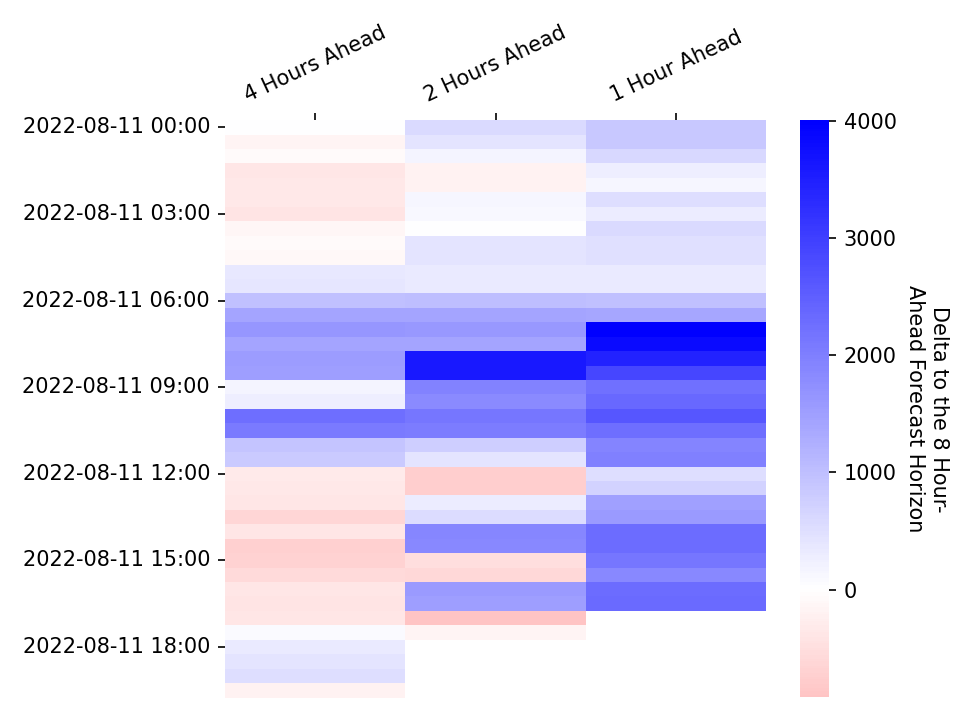 4 Hours Ahead
2 Hours Ahead
1 Hour Ahead
2022-08-11 00:00
2022-08-11 03:00
2022-08-11 06:00
2022-08-11 09:00
2022-08-11 12:00
2022-08-11 15:00
2022-08-11 18:00
4000
3000
2000
1000
0
Delta to the 8 Hour-
Ahead Forecast Horizon